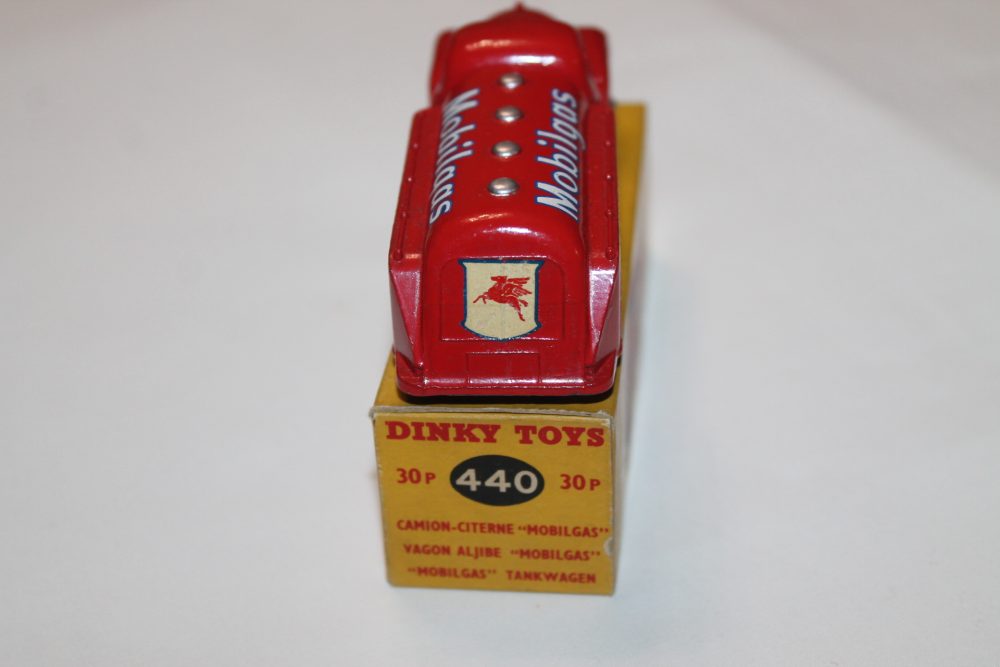 Mobilgas
Mobilgas
DINKY TOYS
30P 440 30P
CAMION-CITERNE "MOBILGAS"
VAGON ALJIBE "MOBILGAS"
"MOBILGAS" TANKWAGEN